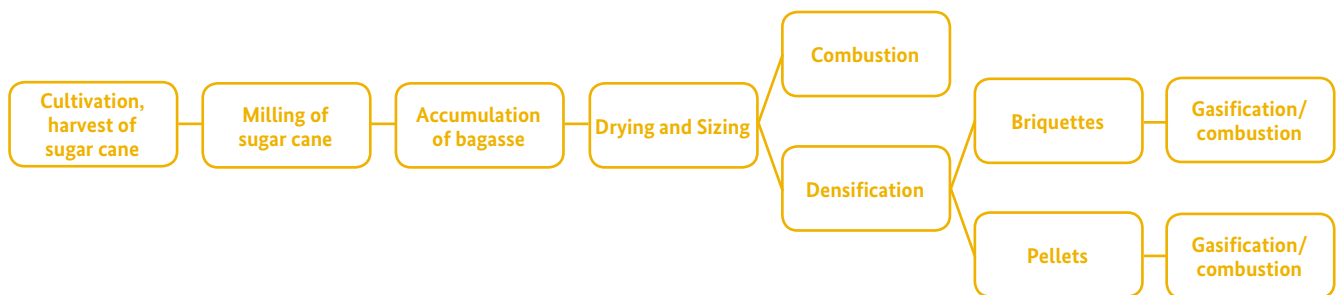 Cultivation,
harvest of
sugar cane
Milling of
sugar cane
Accumulation
of bagasse
Drying and Sizing
Combustion
Densification
Briquettes
Gasification/
combustion
Pellets
Gasification/
combustion